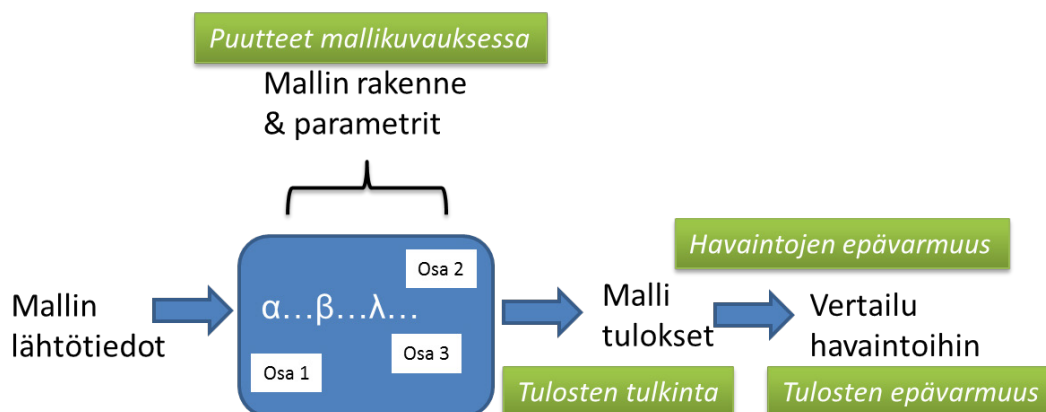 Puutteet mallikuvauksessa
Mallin rakenne
& parametrit
Mallin
lähtötiedot
Osa 2
α...β...λ...
Osa 3
Osa 1
Malli
tulokset
Tulosten tulkinta
Havaintojen epävarmuus
Vertailu
havaintoihin
Tulosten epävarmuus